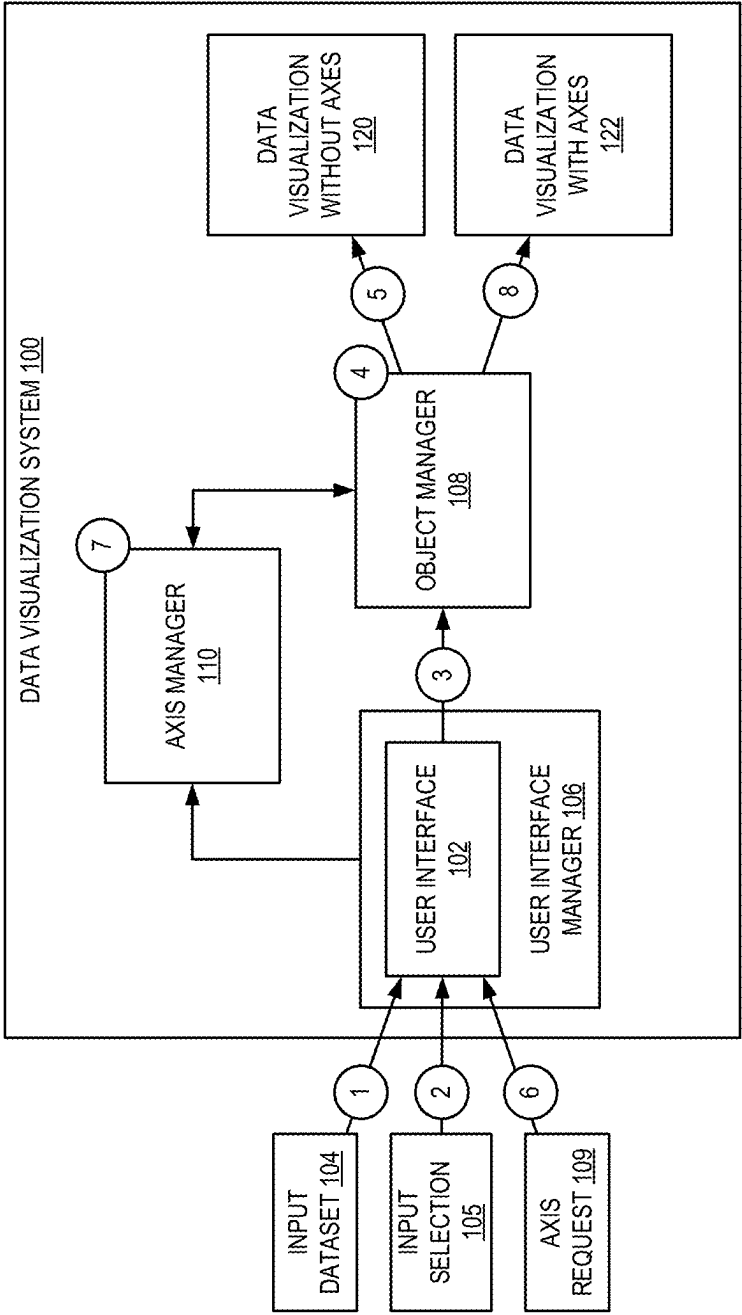 DATA VISUALIZATION SYSTEM 100
INPUT
DATASET 104
1
INPUT
SELECTION
105
2
AXIS
REQUEST 109
6
USER INTERFACE
102
USER INTERFACE
MANAGER 106
3
AXIS MANAGER
110
7
OBJECT MANAGER
108
4
5
8
DATA
VISUALIZATION
WITHOUT AXES
120
DATA
VISUALIZATION
WITH AXES
122